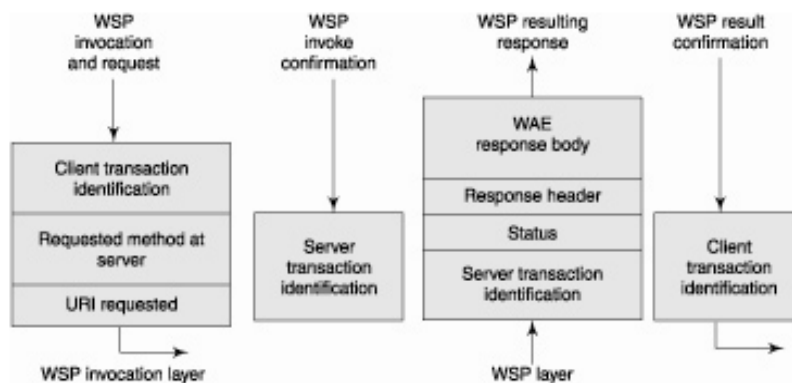 WSP
invocation
and request
WSP
invoke
confirmation
WSP resulting
response
WSP result
confirmation
Client transaction
identification
Requested method at
server
URI requested
WSP invocation layer
Server
transaction
identification
WAE
response body
Response header
Status
Server transaction
identification
WSP layer
Client
transaction
identification